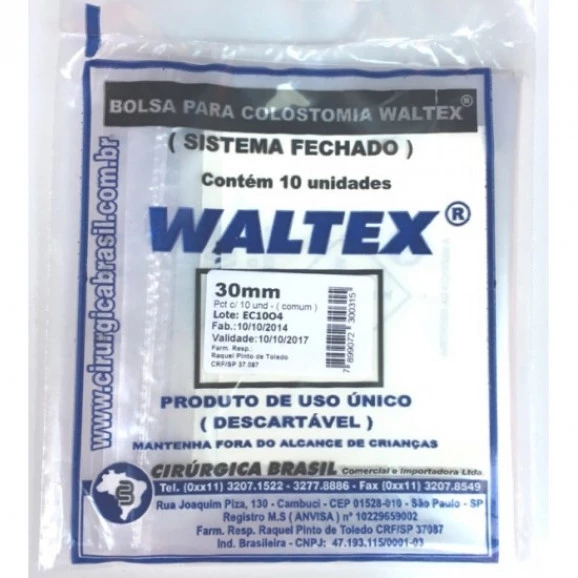 BOLSA PARA COLOSTOMIA WALTEX®
( SISTEMA FECHADO )
Contém 10 unidades
WALTEX®
30mm
Pct c/ 10 und - ( comum )
Lote: EC10O4
Fab.:10/10/2014
Validade:10/10/2017
Farm. Resp.:
Raquel Pinto de Toledo
CRF/SP 37.087
7 899072 300315
PRODUTO DE USO ÚNICO
( DESCARTÁVEL )
MANTENHA FORA DO ALCANCE DE CRIANÇAS
CIRÚRGICA BRASIL Comercial e Importadora Ltda.
Tel. (0xx11) 3207.1522 - 3277.8886 - Fax (0xx11) 3207.8549
Rua Joaquim Piza, 130 - Cambuci - CEP 01528-010 - São Paulo - SP
Registro M.S ( ANVISA ) nº 10229659002
Farm. Resp. Raquel Pinto de Toledo CRF/SP 37087
Ind. Brasileira - CNPJ: 47.193.115/0001-03
www.cirurgicabrasil.com.br